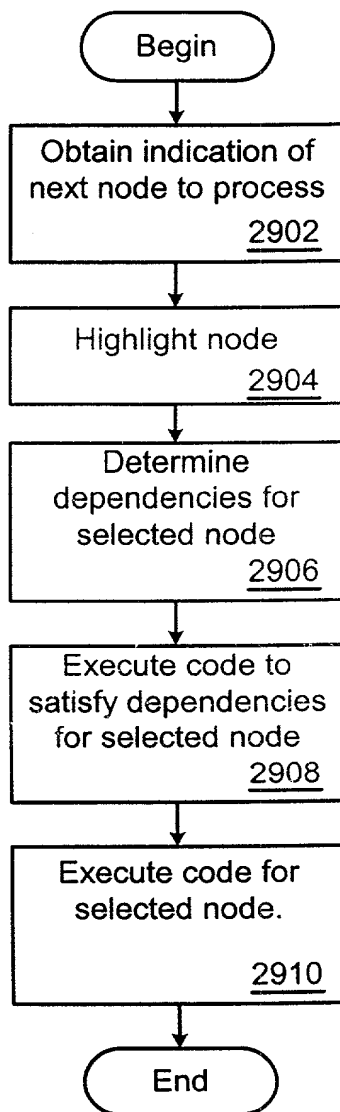 Begin
Obtain indication of
next node to process
2902
Highlight node
2904
Determine
dependencies for
selected node
2906
Execute code to
satisfy dependencies
for selected node
2908
Execute code for
selected node.
2910
End